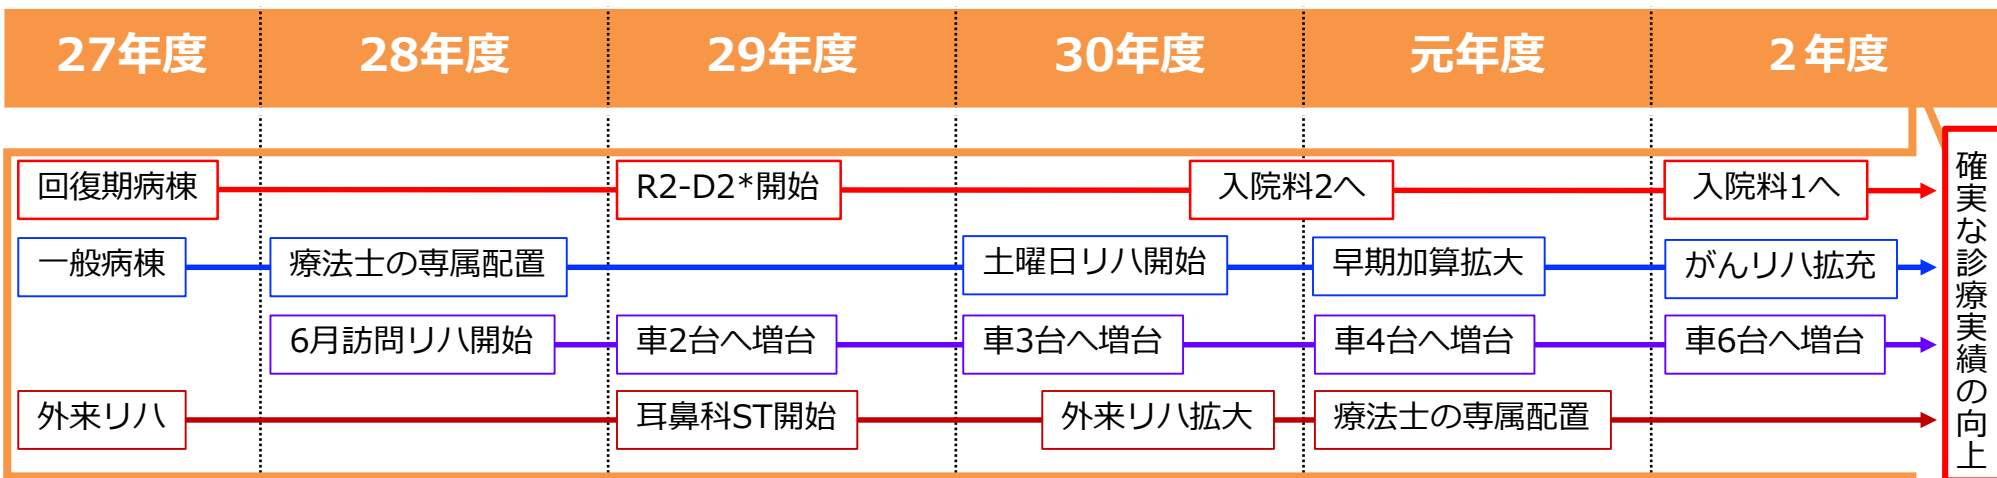 27年度 28年度 29年度 30年度 元年度 ２年度
回復期病棟 R2-D2*開始 入院料2へ 入院料1へ
一般病棟 療法士の専属配置 土曜日リハ開始 早期加算拡大 がんリハ拡充
6月訪問リハ開始 車2台へ増台 車3台へ増台 車4台へ増台 車6台へ増台
外来リハ 耳鼻科ST開始 外来リハ拡大 療法士の専属配置
確実な診療実績の向上